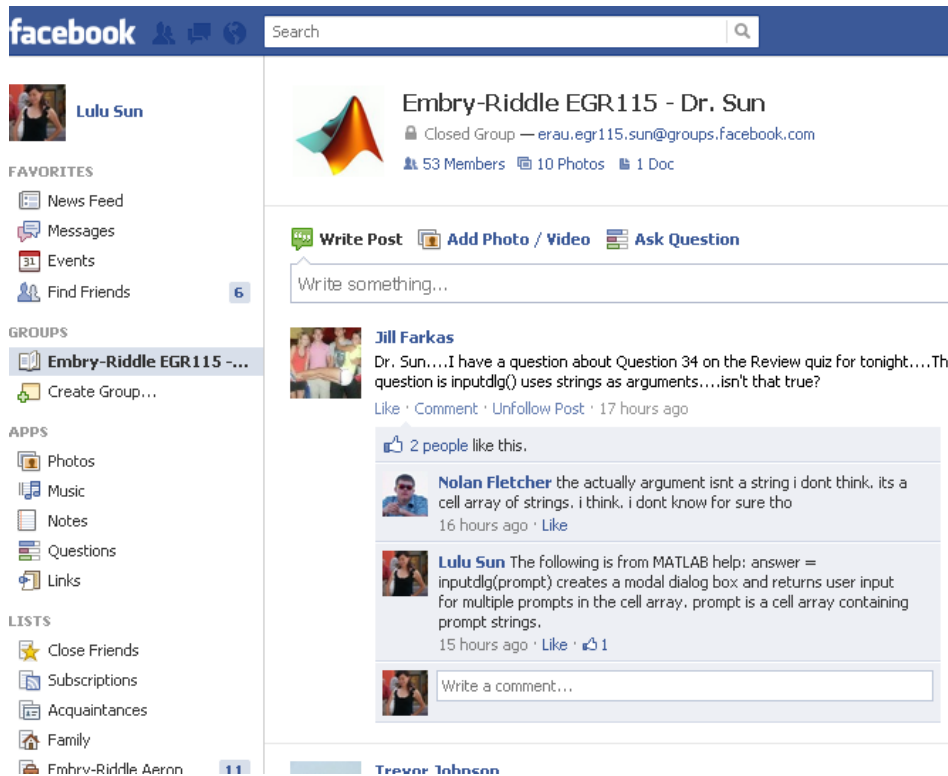 facebook
Search
Lulu Sun
FAVORITES
News Feed
Messages
31 Events
Find Friends 6
GROUPS
Embry-Riddle EGR115 -...
Create Group...
APPS
Photos
Music
Notes
Questions
Links
LISTS
Close Friends
Subscriptions
Acquaintances
Family
Embry-Riddle Aeron 11
Embry-Riddle EGR115 - Dr. Sun
Closed Group — erau.egr115.sun@groups.facebook.com
53 Members 10 Photos 1 Doc
Write Post Add Photo / Video Ask Question
Write something...
Jill Farkas
Dr. Sun....I have a question about Question 34 on the Review quiz for tonight....Th
question is inputdlg() uses strings as arguments....isn't that true?
Like · Comment · Unfollow Post · 17 hours ago
2 people like this.
Nolan Fletcher the actually argument isnt a string i dont think. its a
cell array of strings. i think. i dont know for sure tho
16 hours ago · Like
Lulu Sun The following is from MATLAB help: answer =
inputdlg(prompt) creates a modal dialog box and returns user input
for multiple prompts in the cell array. prompt is a cell array containing
prompt strings.
15 hours ago · Like · 1
Write a comment...
Trevor Johnson